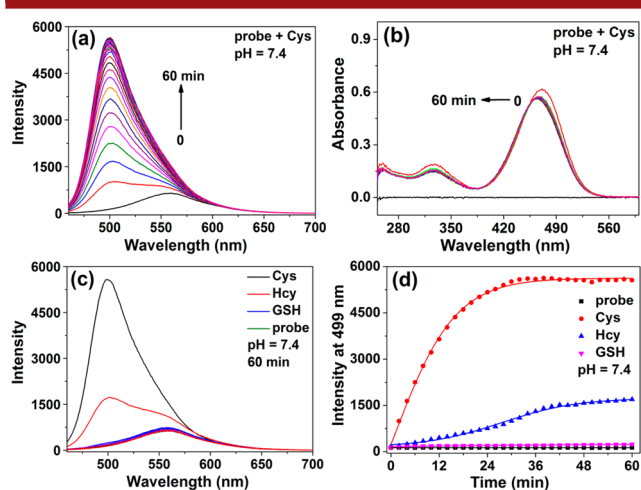 (a)
probe + Cys
pH = 7.4
60 min
0
6000
4500
3000
1500
0
Intensity
500 550 600 650 700
Wavelength (nm)
(b)
probe + Cys
pH = 7.4
60 min
0
0.9
0.6
0.3
0.0
Absorbance
280 350 420 490 560
Wavelength (nm)
(c)
Cys
Hcy
GSH
probe
pH = 7.4
60 min
6000
4500
3000
1500
0
Intensity
500 550 600 650 700
Wavelength (nm)
(d)
probe
Cys
Hcy
GSH
pH = 7.4
6000
4500
3000
1500
0
Intensity at 499 nm
0 12 24 36 48 60
Time (min)